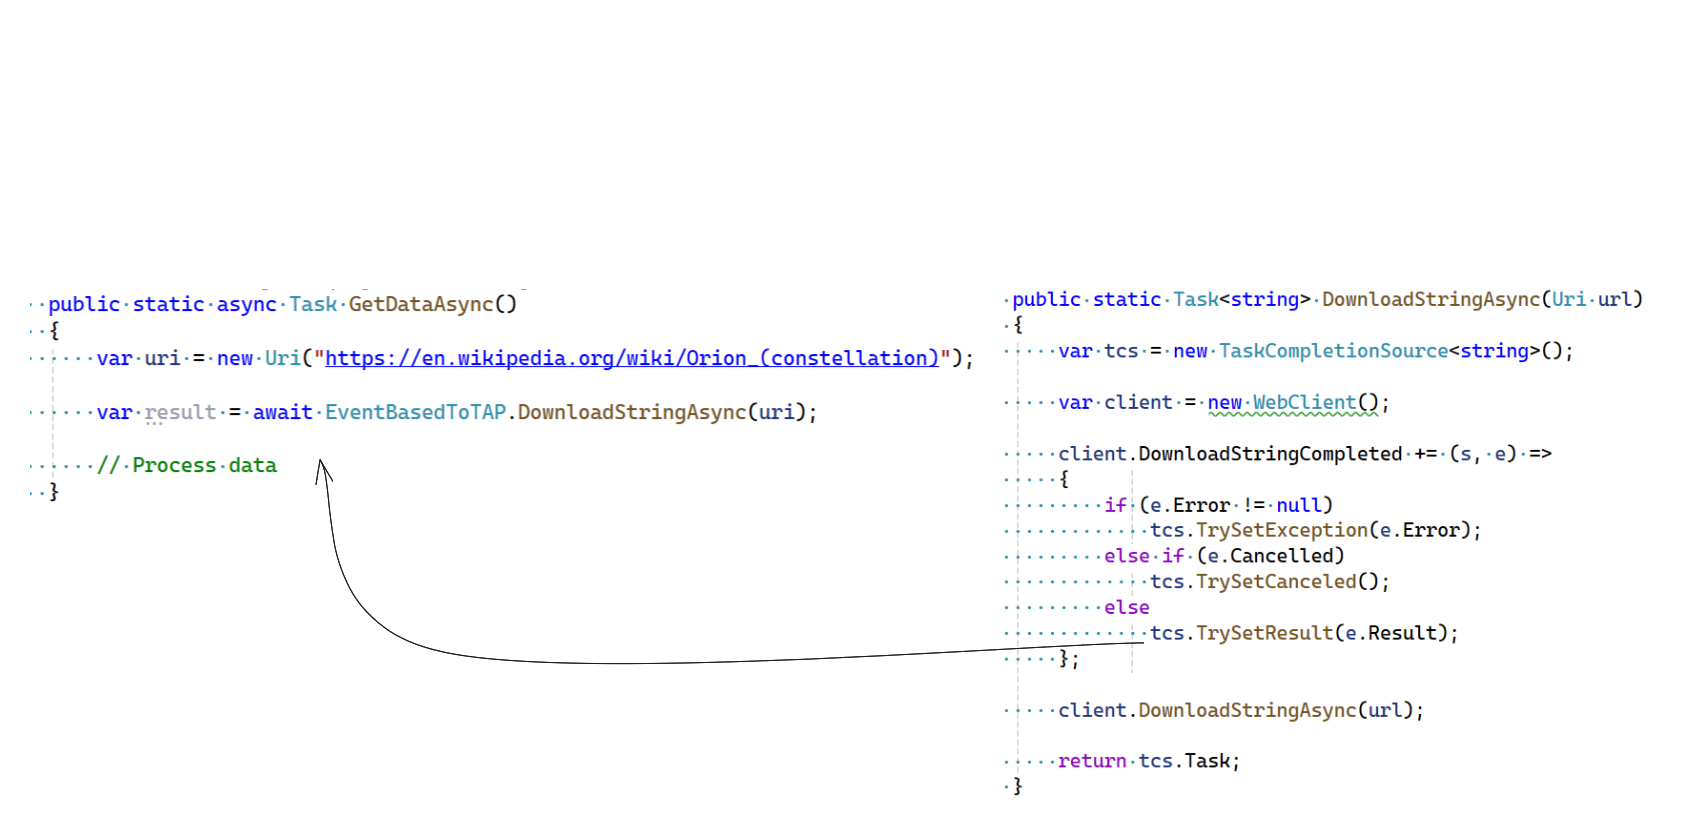 public static async Task GetDataAsync()
{
var uri = new Uri("https://en.wikipedia.org/wiki/Orion_(constellation)");
var result = await EventBasedToTAP.DownloadStringAsync(uri);
// Process data
}
public static Task<string> DownloadStringAsync(Uri url)
{
var tcs = new TaskCompletionSource<string>();
var client = new WebClient();
client.DownloadStringCompleted += (s, e) =>
{
if (e.Error != null)
tcs.TrySetException(e.Error);
else if (e.Cancelled)
tcs.TrySetCanceled();
else
tcs.TrySetResult(e.Result);
};
client.DownloadStringAsync(url);
return tcs.Task;
}